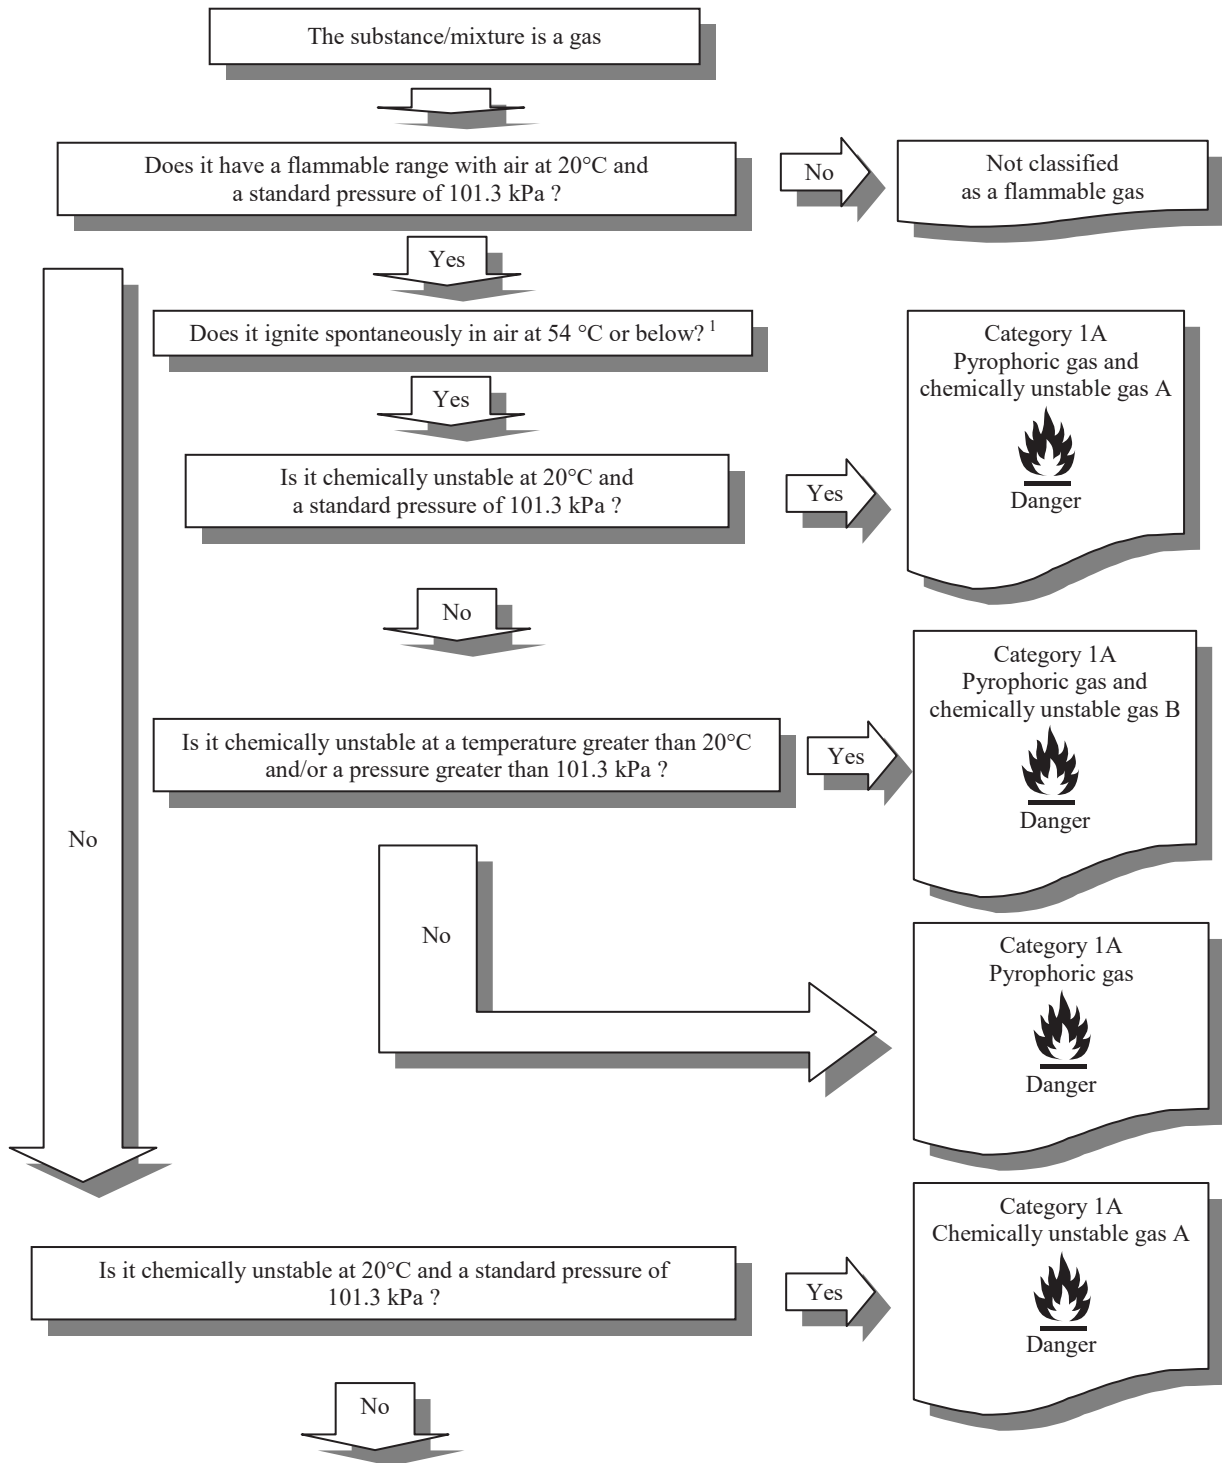 The substance/mixture is a gas
Does it have a flammable range with air at 20°C and
a standard pressure of 101.3 kPa ?
No
Not classified
as a flammable gas
Yes
Does it ignite spontaneously in air at 54 °C or below? 1
Yes
Category 1A
Pyrophoric gas and
chemically unstable gas A
Danger
Is it chemically unstable at 20°C and
a standard pressure of 101.3 kPa ?
Yes
No
Category 1A
Pyrophoric gas and
chemically unstable gas B
Danger
Is it chemically unstable at a temperature greater than 20°C
and/or a pressure greater than 101.3 kPa ?
Yes
No
No
Category 1A
Pyrophoric gas
Danger
Is it chemically unstable at 20°C and a standard pressure of
101.3 kPa ?
Yes
Category 1A
Chemically unstable gas A
Danger
No